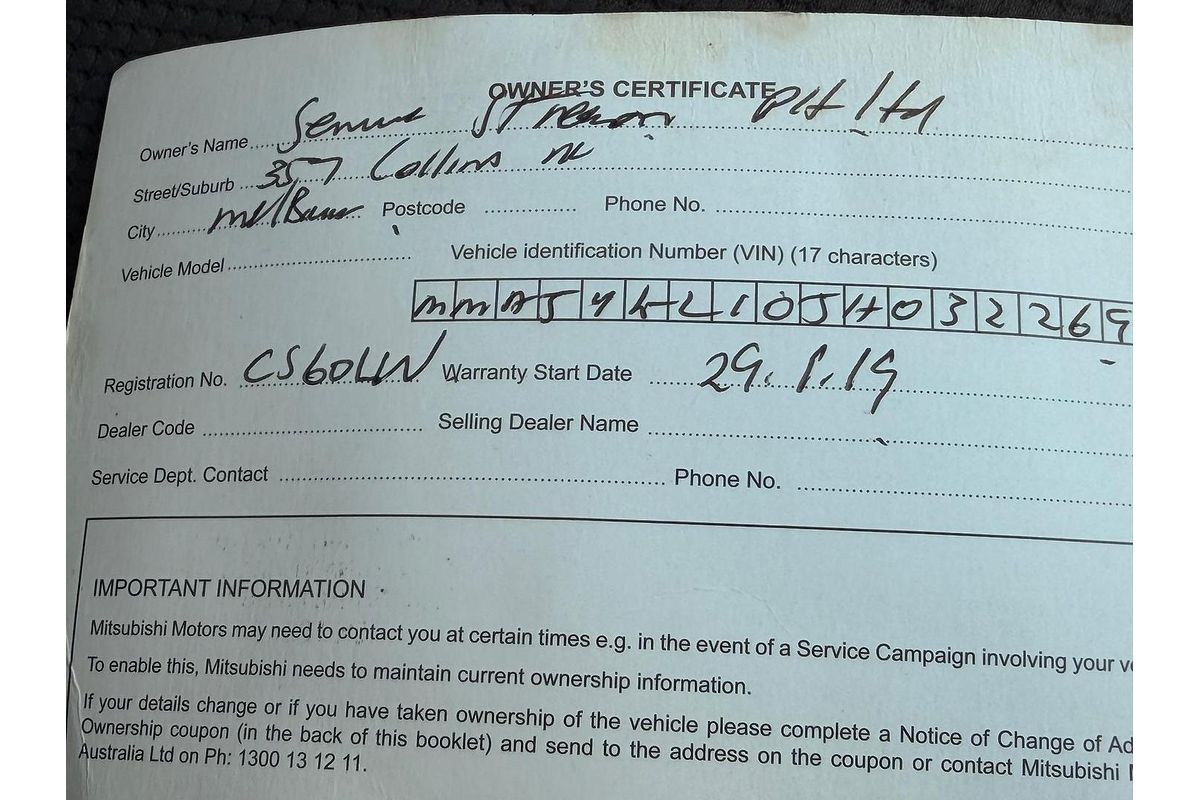 OWNER'S CERTIFICATE
Owner's Name Pty ltd
Street/Suburb 357 Collins
City Melbourne Postcode Phone No.
Vehicle Model Vehicle identification Number (VIN) (17 characters)
Registration No. CS60LW Warranty Start Date 29.1.19
Dealer Code Selling Dealer Name
Service Dept. Contact Phone No.
IMPORTANT INFORMATION
Mitsubishi Motors may need to contact you at certain times e.g. in the event of a Service Campaign involving your
To enable this, Mitsubishi needs to maintain current ownership information.
If your details change or if you have taken ownership of the vehicle please complete a Notice of Change of
Ownership coupon (in the back of this booklet) and send to the address on the coupon or contact Mitsubishi
Australia Ltd on Ph: 1300 13 12 11.